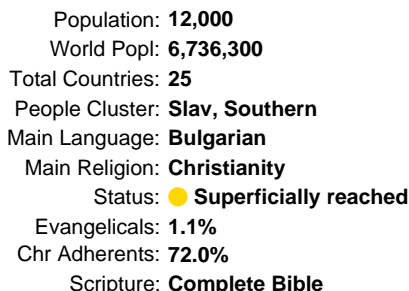 Population: 12,000
World Popl: 6,736,300
Total Countries: 25
People Cluster: Slav, Southern
Main Language: Bulgarian
Main Religion: Christianity
Status: Superficially reached
Evangelicals: 1.1%
Chr Adherents: 72.0%
Scripture: Complete Bible